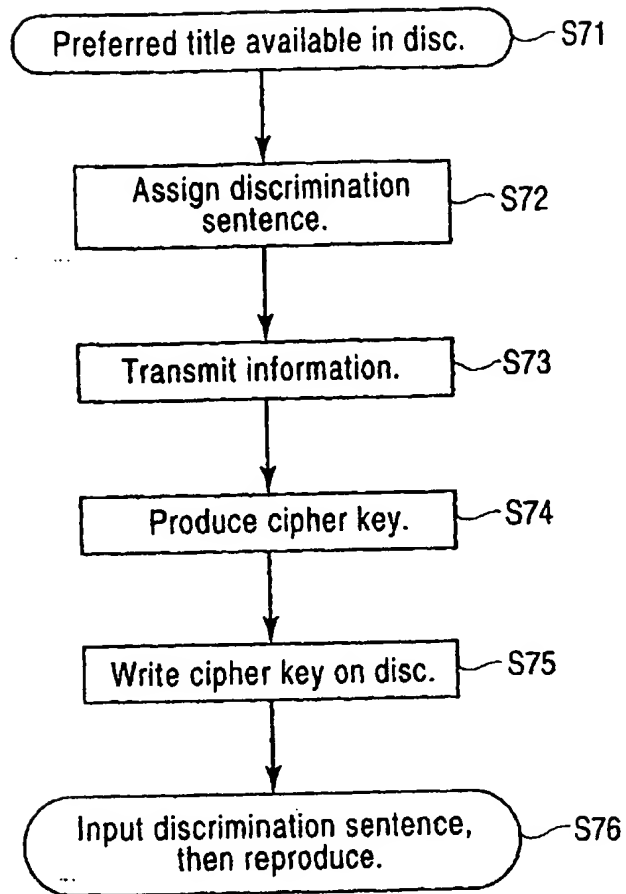 Preferred title available in disc.
S71
Assign discrimination
sentence.
S72
Transmit information.
S73
Produce cipher key.
S74
Write cipher key on disc.
S75
Input discrimination sentence,
then reproduce.
S76